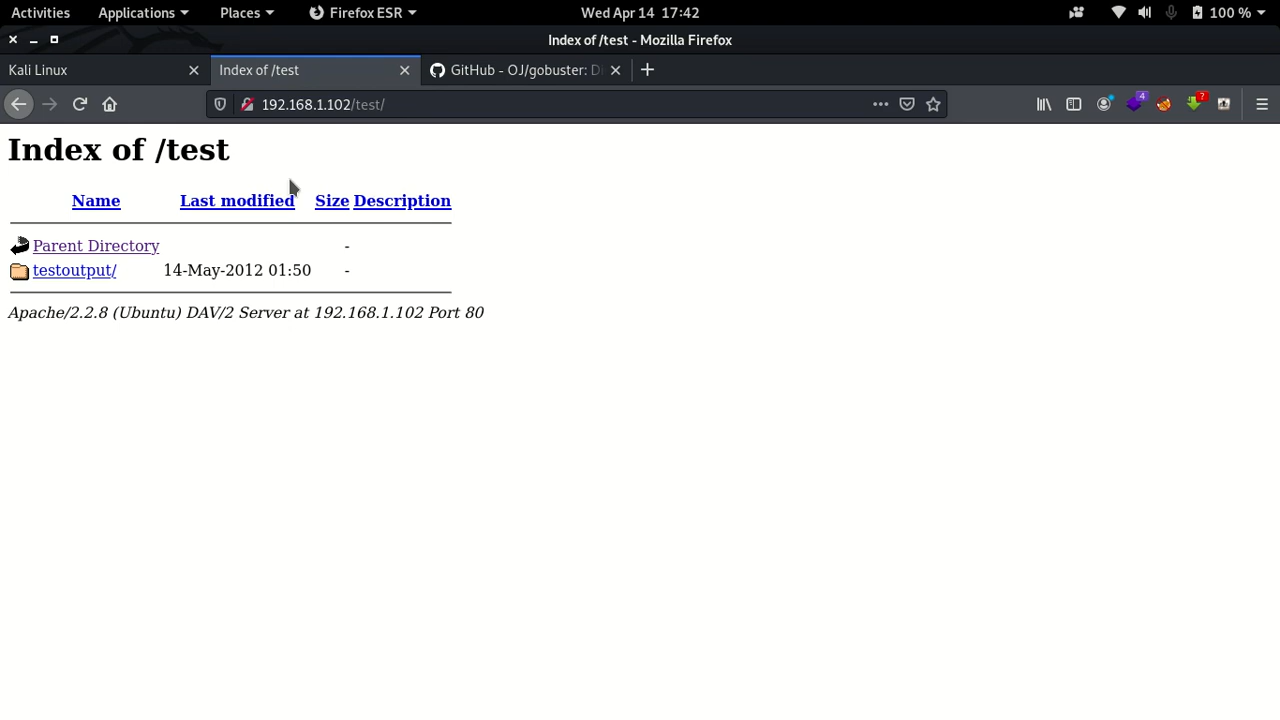 Activities Applications Places Firefox ESR Wed Apr 14 17:42 100 %
Index of /test - Mozilla Firefox
Kali Linux Index of /test GitHub - OJ/gobuster: D
192.168.1.102/test/ 4 ?
Index of /test
Name Last modified Size Description
Parent Directory -
testoutput/ 14-May-2012 01:50 -
Apache/2.2.8 (Ubuntu) DAV/2 Server at 192.168.1.102 Port 80